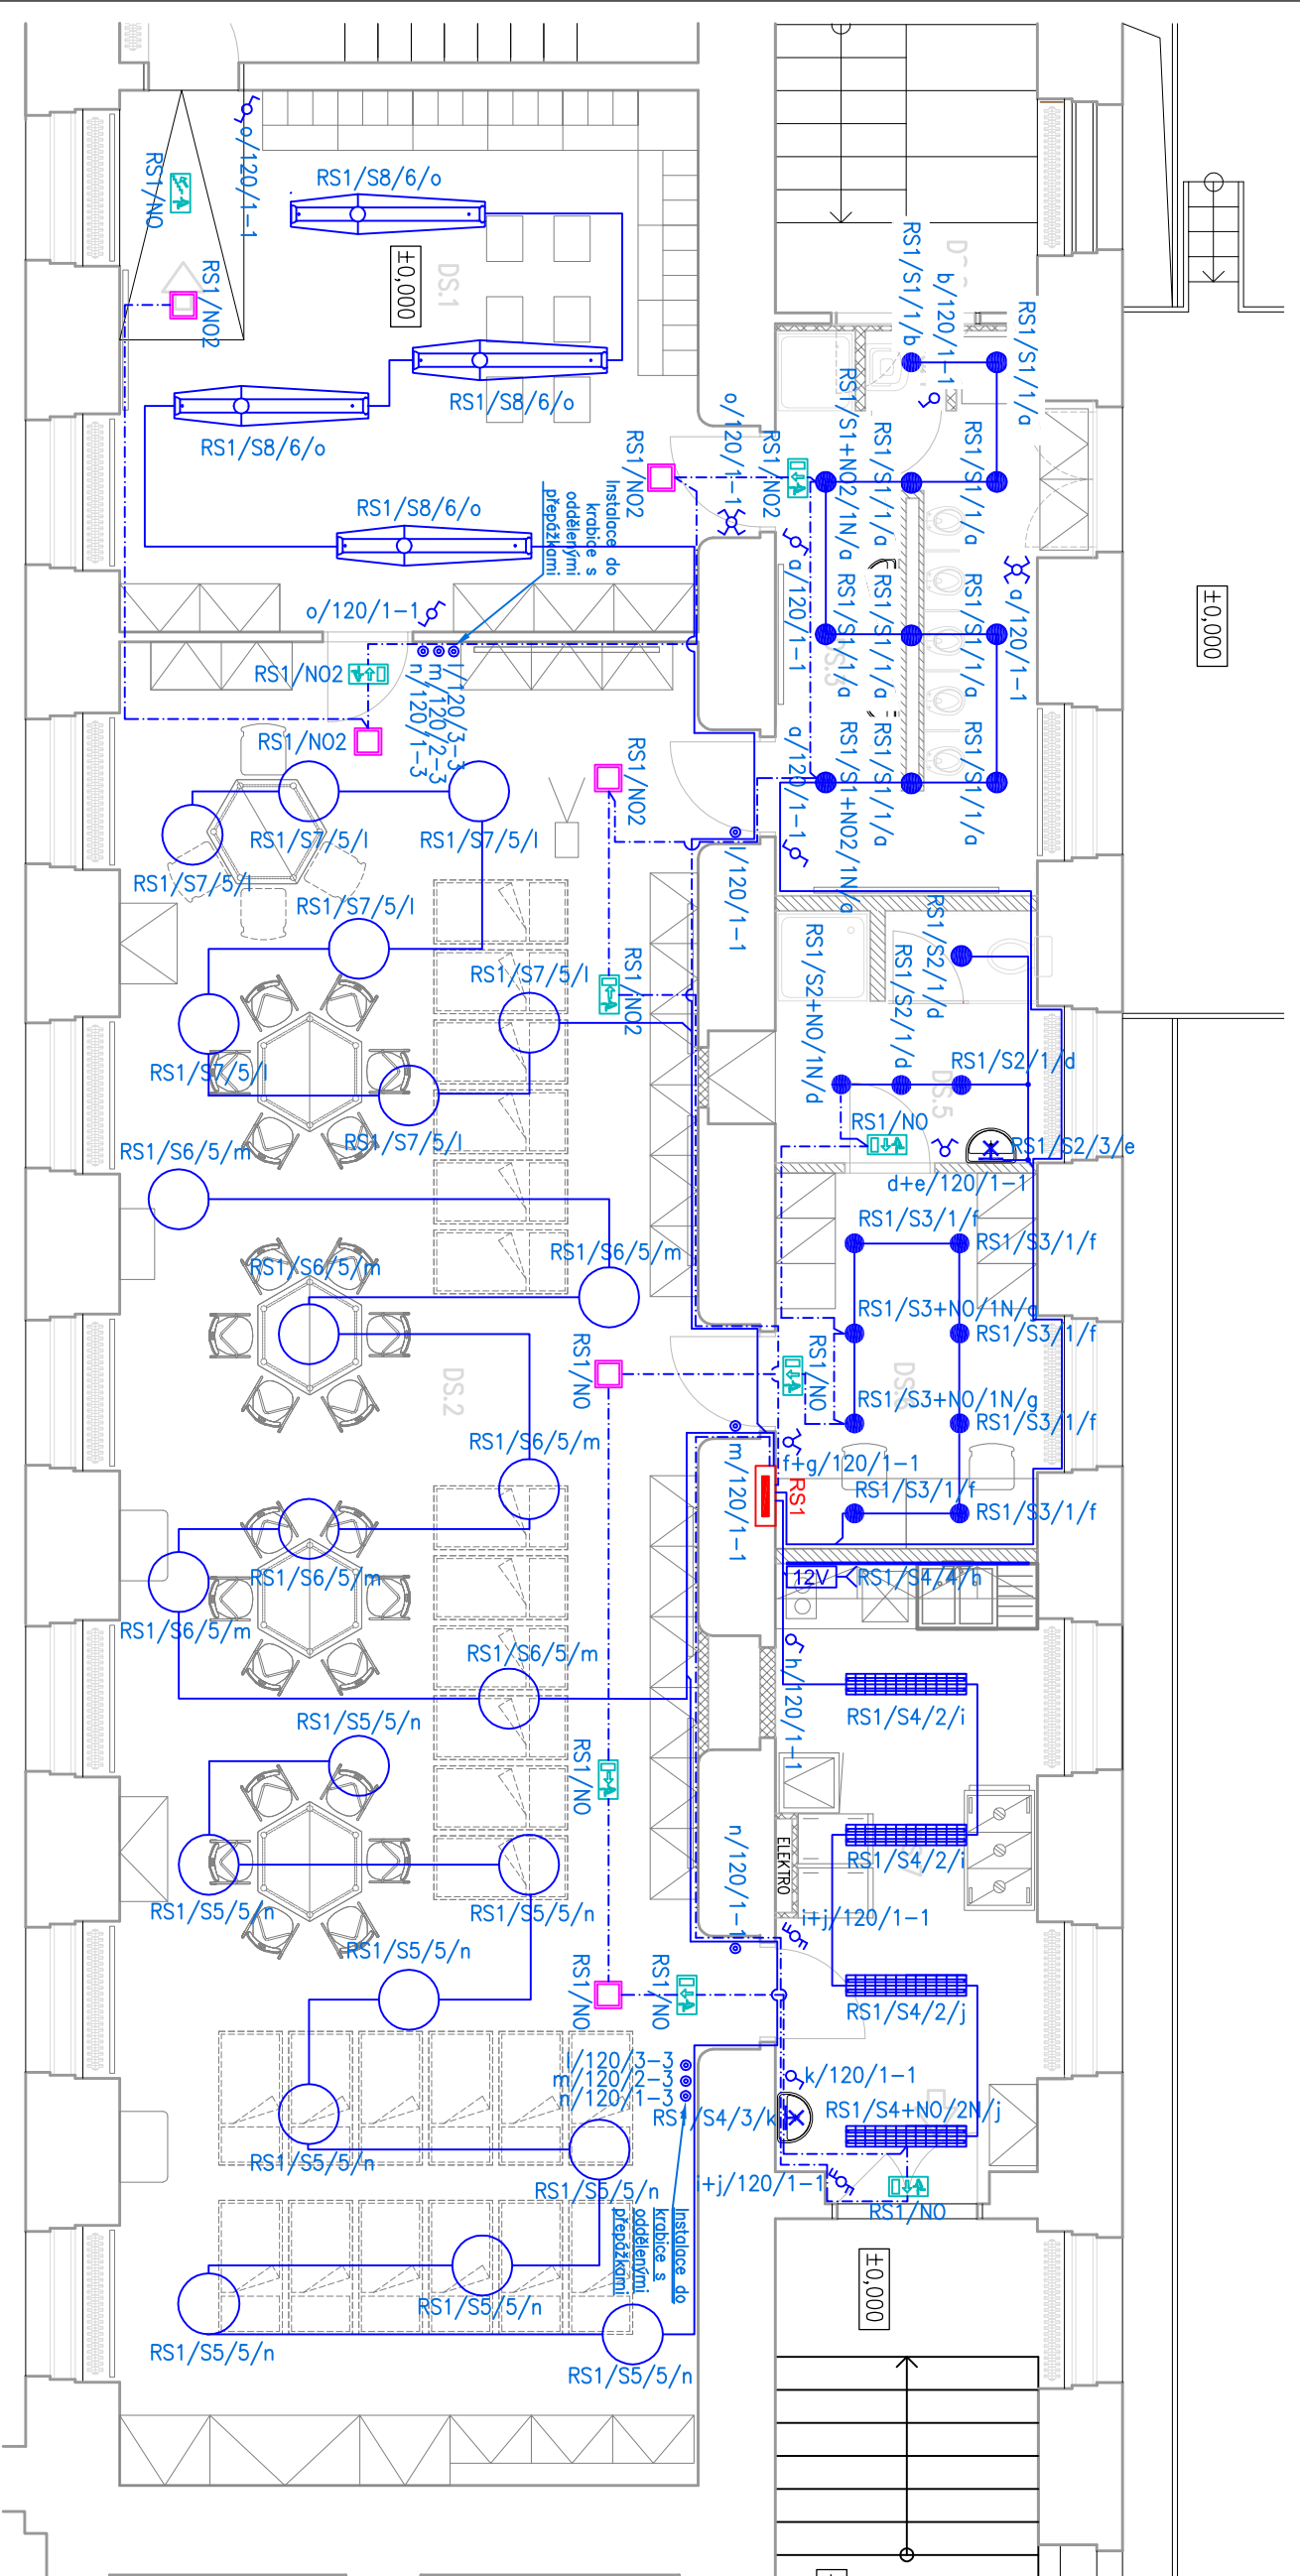 o/120/1-1
RS1/NO
RS1/S8/6/o
±0,000
DS.1
RS1/NO2
RS1/S8/6/o
RS1/S8/6/o
RS1/S8/6/o
RS1/NO2
o/120/1-1
RS1/NO2
Instalace do
krabice s
oddělenými
přepážkami
o/120/1-1
RS1/NO2
RS1/NO2
l/120/3-3
m/120/2-3
n/120/1-3
RS1/S1/1/b
b/120/1-1
RS1/S1/1/a
RS1/S1+NO2/1N/a
RS1/S1/1/a
RS1/S1/1/a
a/120/1-1
RS1/S1/1/a
RS1/S1/1/a
RS1/S1/1/a
a/120/1-1
±0,000
a/120/1-1
RS1/S1+NO2/1N/a
RS1/S1/1/a
RS1/S1/1/a
RS1/NO2
RS1/S7/5/l
RS1/S7/5/l
RS1/S7/5/l
RS1/S7/5/l
RS1/S7/5/l
RS1/S7/5/l
RS1/S7/5/l
RS1/NO2
l/120/1-1
RS1/S2+NO/1N/d
RS1/S2/1/d
RS1/S2/1/d
RS1/S2/1/d
DS.5
RS1/NO
RS1/S2/3/e
d+e/120/1-1
RS1/S6/5/m
RS1/S6/5/m
RS1/S6/5/m
DS.2
RS1/NO
RS1/S6/5/m
RS1/S6/5/m
RS1/S6/5/m
RS1/S6/5/m
RS1/S3/1/f
RS1/S3/1/f
RS1/S3+NO/1N/g
RS1/S3/1/f
RS1/NO
RS1/S3+NO/1N/g
RS1/S3/1/f
f+g/120/1-1
RS1/S3/1/f
RS1/S3/1/f
RS1
m/120/1-1
12V
RS1/S4/4/h
h/120/1-1
RS1/S4/2/i
RS1/S4/2/i
ELEKTRO
i+j/120/1-1
RS1/S4/2/j
k/120/1-1
RS1/S4+NO/2N/j
RS1/S4/3/k
i+j/120/1-1
RS1/NO
RS1/S5/5/n
RS1/NO
RS1/S5/5/n
RS1/S5/5/n
n/120/1-1
RS1/S5/5/n
RS1/NO
RS1/NO
l/120/3-3
m/120/2-3
n/120/1-3
RS1/S5/5/n
RS1/S5/5/n
Instalace do
krabice s
oddělenými
přepážkami
RS1/S5/5/n
RS1/S5/5/n
RS1/S5/5/n
±0,000